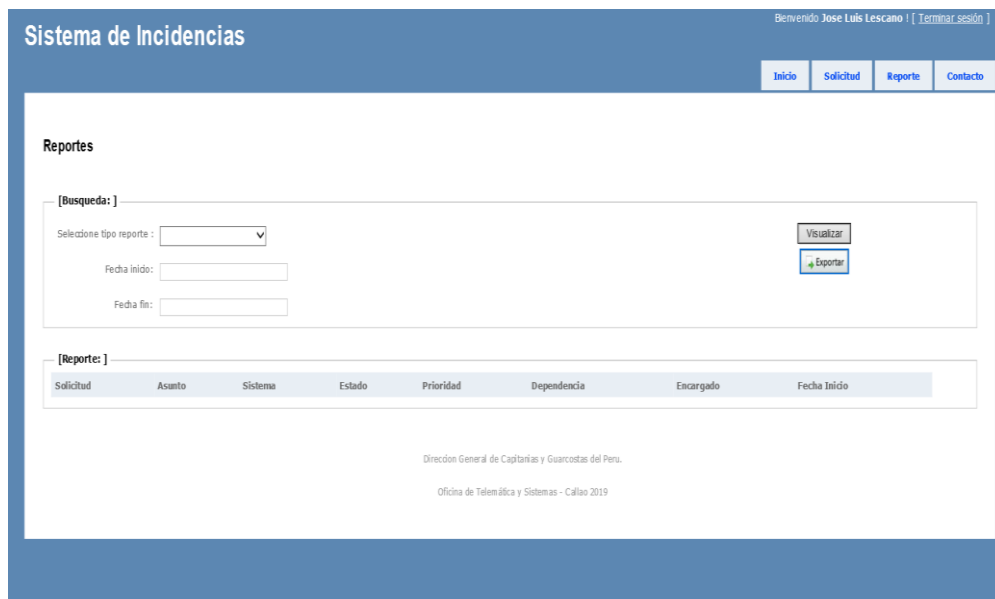 Bienvenido Jose Luis Lescano ! [ Terminar sesión ]
Sistema de Incidencias
Inicio Solicitud Reporte Contacto
Reportes
[Busqueda: ]
Seleccione tipo reporte :
Visualizar
Exportar
Fecha inicio:
Fecha fin:
[Reporte: ]
Solicitud Asunto Sistema Estado Prioridad Dependencia Encargado Fecha Inicio
Direccion General de Capitanias y Guarcostas del Peru.
Oficina de Telemática y Sistemas - Callao 2019